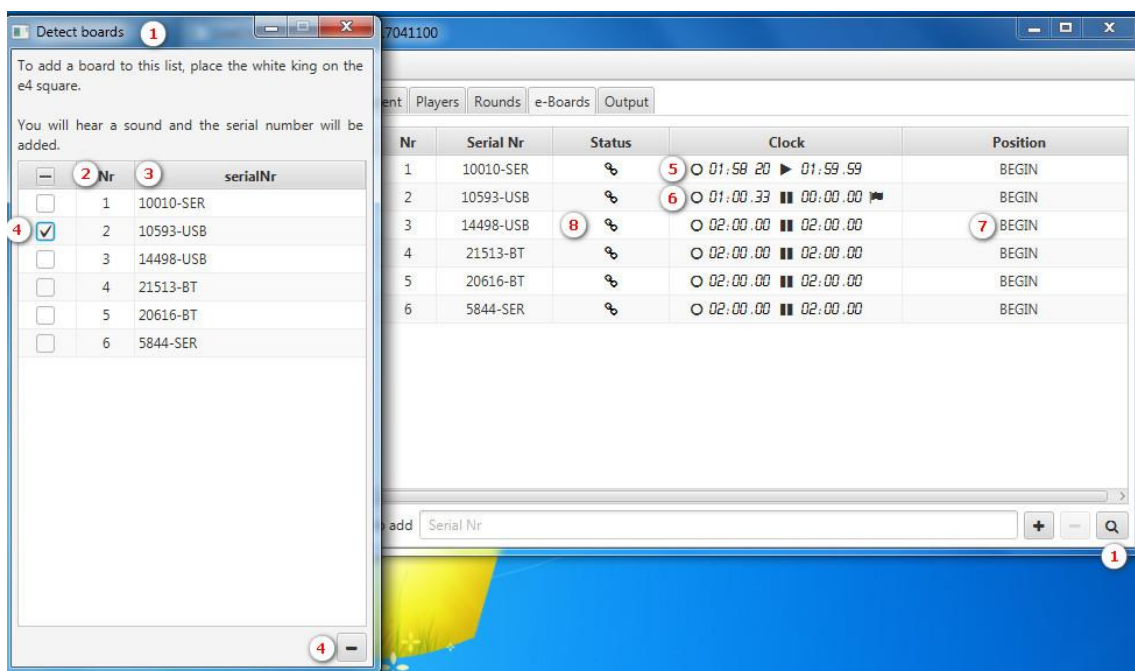 Detect boards 1
To add a board to this list, place the white king on the
e4 square.
You will hear a sound and the serial number will be
added.
2 Nr 3 serialNr
1 10010-SER
4 2 10593-USB
3 14498-USB
4 21513-BT
5 20616-BT
6 5844-SER
4
7041100
Players Rounds e-Boards Output
Nr Serial Nr Status Clock Position
1 10010-SER 5 01:58 20 01:59.59 BEGIN
2 10593-USB 6 01:00.33 00:00.00 BEGIN
3 14498-USB 8 02:00.00 02:00.00 7 BEGIN
4 21513-BT 02:00.00 02:00.00 BEGIN
5 20616-BT 02:00.00 02:00.00 BEGIN
6 5844-SER 02:00.00 02:00.00 BEGIN
add Serial Nr
1